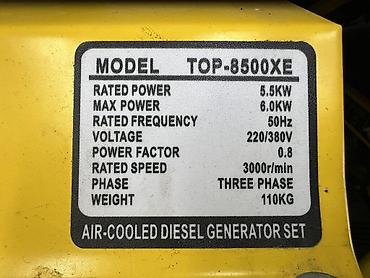 MODEL TOP-8500XE
RATED POWER 5.5KW
MAX POWER 6.0KW
RATED FREQUENCY 50Hz
VOLTAGE 220/380V
POWER FACTOR 0.8
RATED SPEED 3000r/min
PHASE THREE PHASE
WEIGHT 110KG
AIR-COOLED DIESEL GENERATOR SET